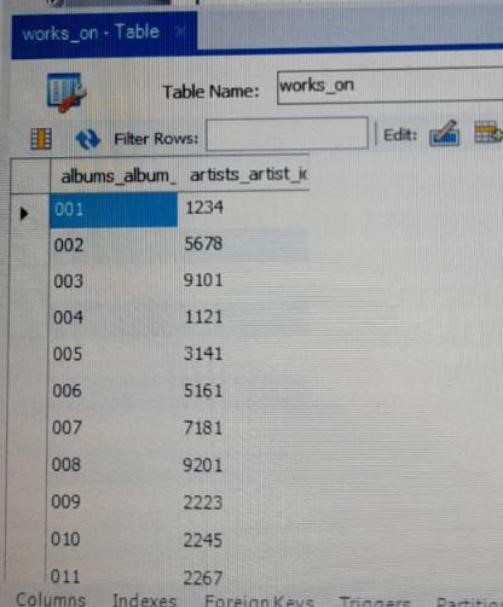 works_on - Table ×
Table Name: works_on
Filter Rows: Edit:
albums_album_ artists_artist_ic
001 1234
002 5678
003 9101
004 1121
005 3141
006 5161
007 7181
008 9201
009 2223
010 2245
011 2267
Columns Indexes Foreign Keys Triggers Partitio